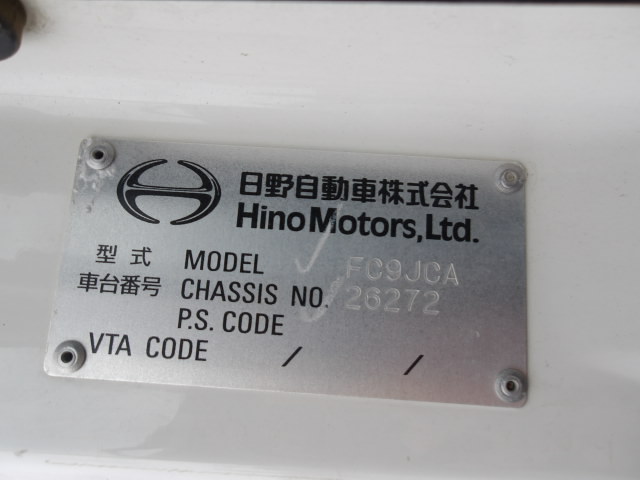 日野自動車株式会社
Hino Motors, Ltd.
型式 MODEL FC9JCA
車台番号 CHASSIS NO. 26272
P.S. CODE
VTA CODE / /